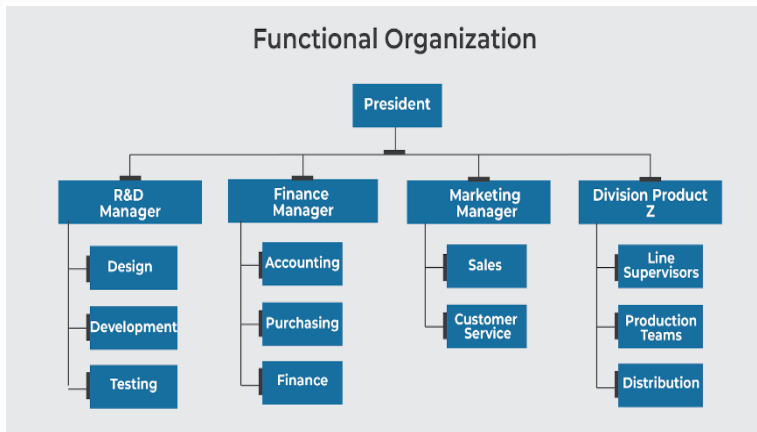 Functional Organization
President
R&D
Manager
Design
Development
Testing
Finance
Manager
Accounting
Purchasing
Finance
Marketing
Manager
Sales
Customer
Service
Division Product
Z
Line
Supervisors
Production
Teams
Distribution